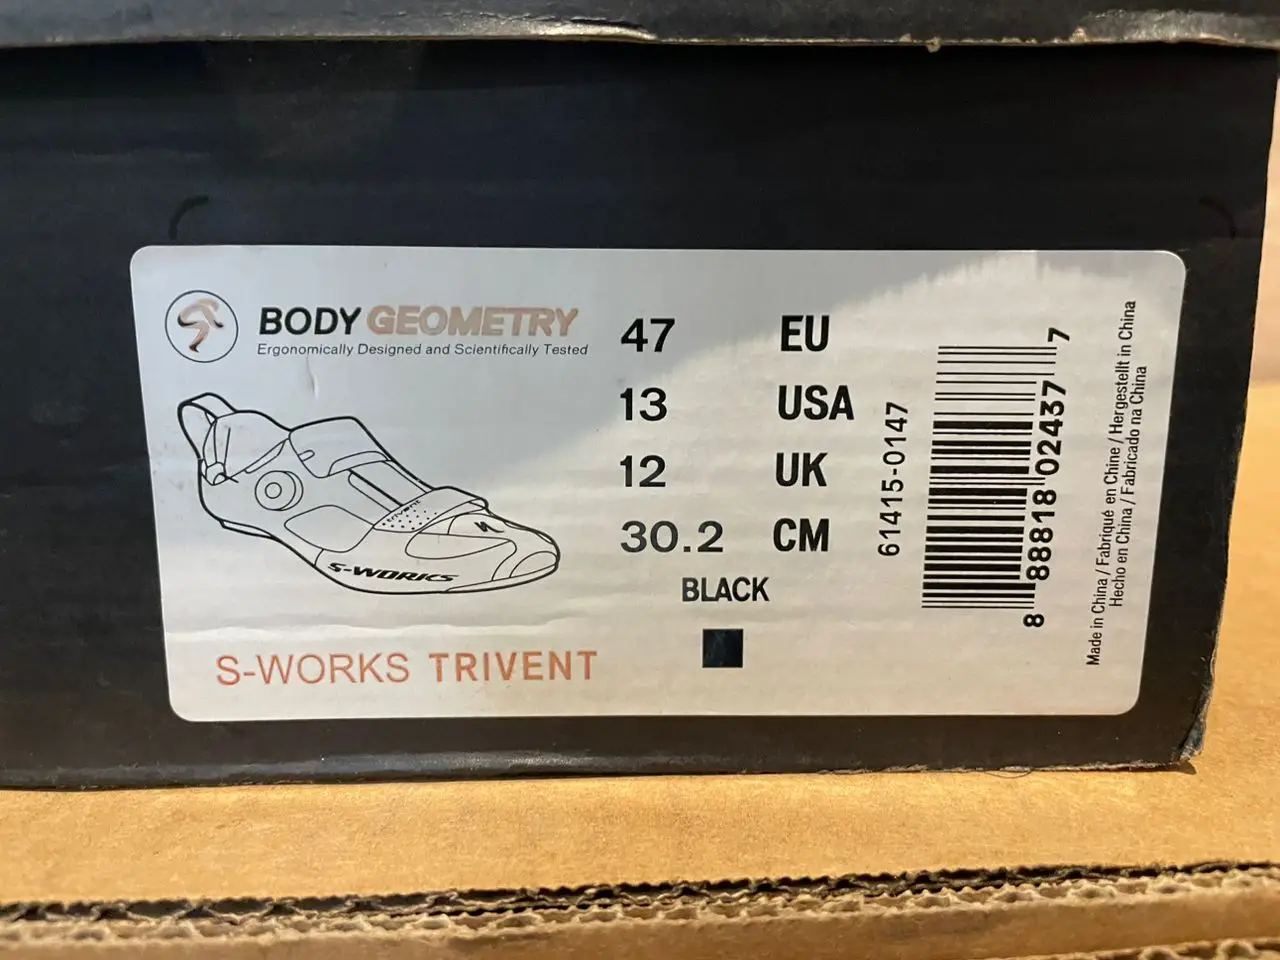 BODY GEOMETRY
Ergonomically Designed and Scientifically Tested
47 EU
13 USA
12 UK
30.2 CM
BLACK
trivent
S-WORKS
S-WORKS TRIVENT
61415-0147
8 88818 02437 7
Made in China / Fabriqué en Chine / Hergestellt in China
Hecho en China / Fabricado na China